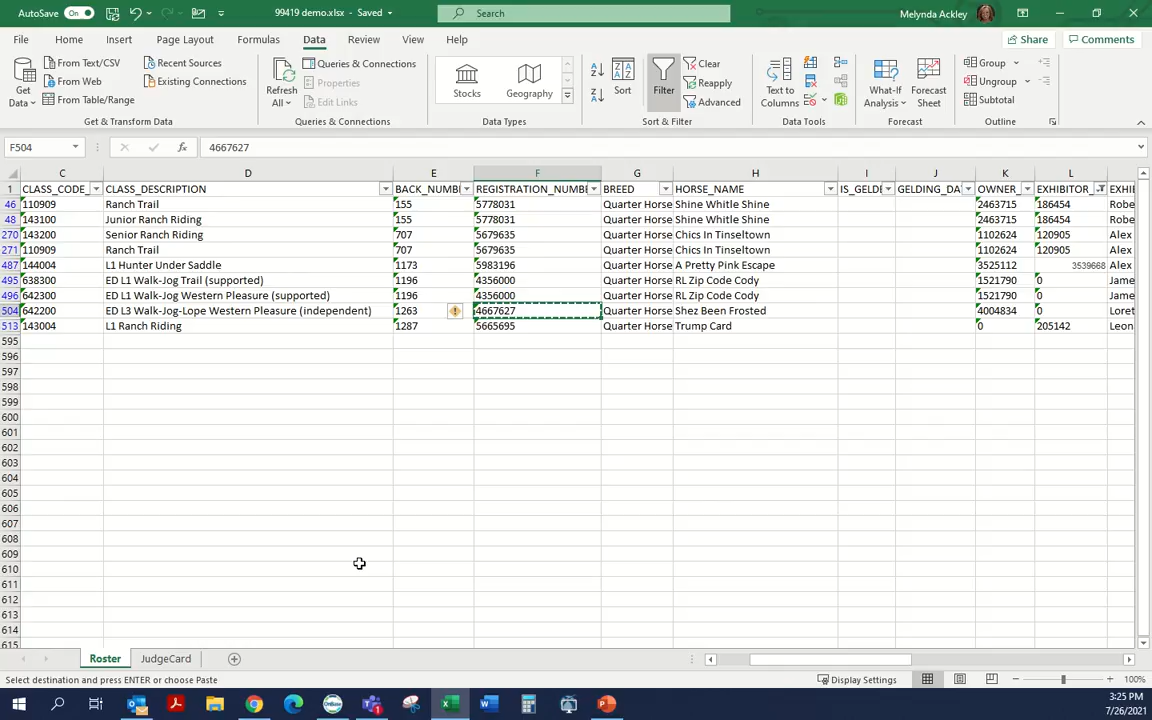 AutoSave On 99419 demo.xlsx - Saved Search Melynda Ackley
File Home Insert Page Layout Formulas Data Review View Help Share Comments
Get Data From Text/CSV From Web From Table/Range Recent Sources Existing Connections
Get & Transform Data
Refresh All Queries & Connections Properties Edit Links
Queries & Connections
Stocks Geography
Data Types
Sort Filter Clear Reapply Advanced
Sort & Filter
Text to Columns
Data Tools
What-If Analysis Forecast Sheet
Forecast
Group Ungroup Subtotal
Outline
F504 fx 4667627
C D E F G H I J K L
1 CLASS_CODE_ CLASS_DESCRIPTION BACK_NUMBE REGISTRATION_NUMBE BREED HORSE_NAME IS_GELDI GELDING_DA OWNER_ EXHIBITOR_ EXHIE
46 110909 Ranch Trail 155 5778031 Quarter Horse Shine Whitle Shine 2463715 186454 Robe
48 143100 Junior Ranch Riding 155 5778031 Quarter Horse Shine Whitle Shine 2463715 186454 Robe
270 143200 Senior Ranch Riding 707 5679635 Quarter Horse Chics In Tinseltown 1102624 120905 Alex
271 110909 Ranch Trail 707 5679635 Quarter Horse Chics In Tinseltown 1102624 120905 Alex
487 144004 L1 Hunter Under Saddle 1173 5983196 Quarter Horse A Pretty Pink Escape 3525112 3539668 Alex
495 638300 ED L1 Walk-Jog Trail (supported) 1196 4356000 Quarter Horse RL Zip Code Cody 1521790 0 Jame
496 642300 ED L1 Walk-Jog Western Pleasure (supported) 1196 4356000 Quarter Horse RL Zip Code Cody 1521790 0 Jame
504 642200 ED L3 Walk-Jog-Lope Western Pleasure (independent) 1263 4667627 Quarter Horse Shez Been Frosted 4004834 0 Loret
513 143004 L1 Ranch Riding 1287 5665695 Quarter Horse Trump Card 0 205142 Leon
595
596
597
598
599
600
601
602
603
604
605
606
607
608
609
610
611
612
613
614
615
Roster JudgeCard
Select destination and press ENTER or choose Paste Display Settings 100%
3:25 PM
7/26/2021